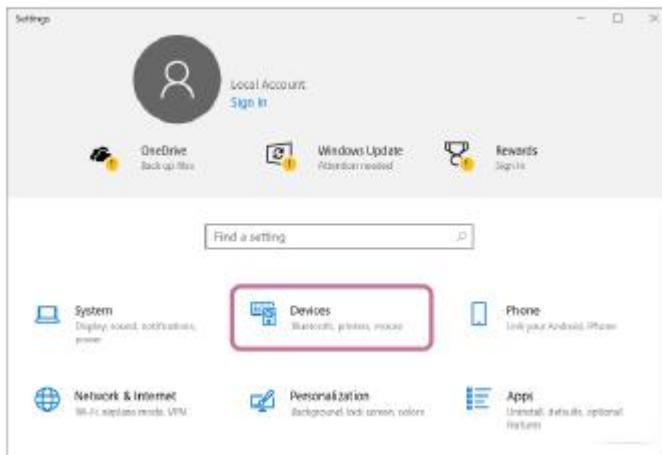 Settings
Local Account
Sign in
OneDrive
Back up files
Windows Update
Attention needed
Rewards
Sign in
Find a setting
System
Display, sound, notifications,
power
Devices
Bluetooth, printers, mouse
Phone
Link your Android, iPhone
Network & Internet
Wi-Fi, airplane mode, VPN
Personalization
Background, lock screen, colors
Apps
Uninstall, defaults, optional
features